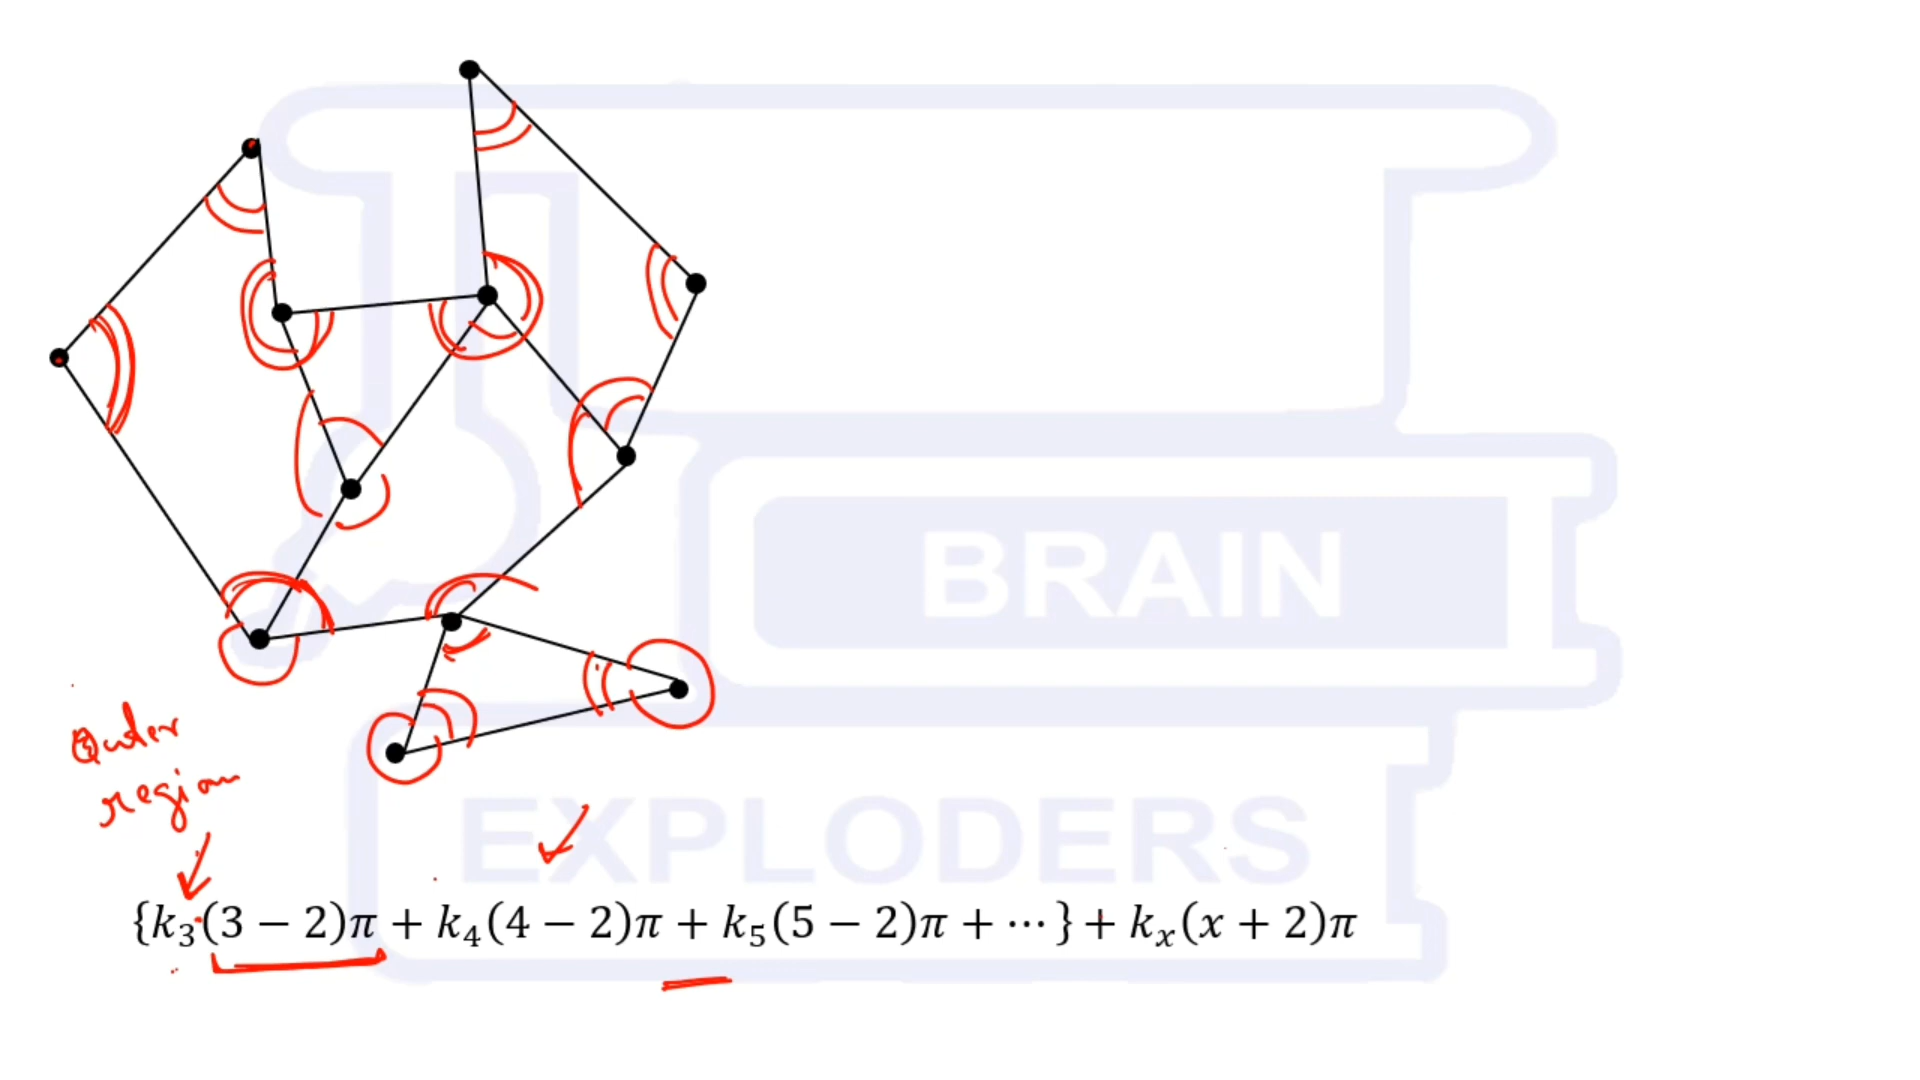 BRAIN
Outer
region
EXPLODERS
{k₃(3 − 2)π + k₄(4 − 2)π + k₅(5 − 2)π + ⋯ } + kₓ(x + 2)π